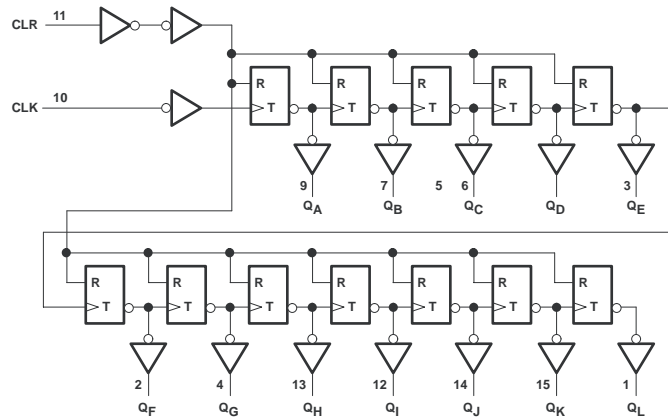 CLR 11
CLK 10
R R R R R
T T T T T
9 7 5 6 3
QA QB QC QD QE
R R R R R R R
T T T T T T T
2 4 13 12 14 15 1
QF QG QH QI QJ QK QL